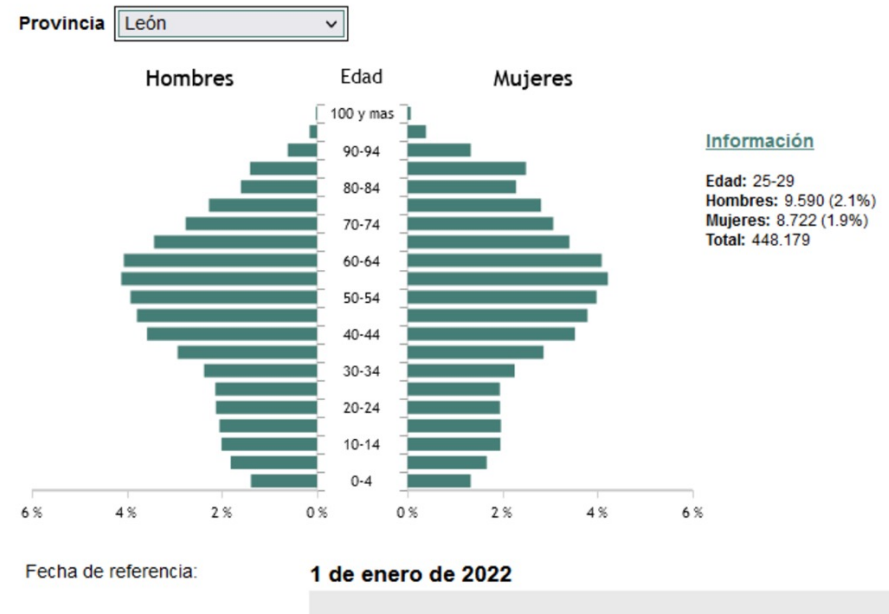 Provincia León
Hombres Edad Mujeres
100 y mas
90-94
80-84
70-74
60-64
50-54
40-44
30-34
20-24
10-14
0-4
6 % 4 % 2 % 0 % 0 % 2 % 4 % 6 %
Información
Edad: 25-29
Hombres: 9.590 (2.1%)
Mujeres: 8.722 (1.9%)
Total: 448.179
Fecha de referencia: 1 de enero de 2022